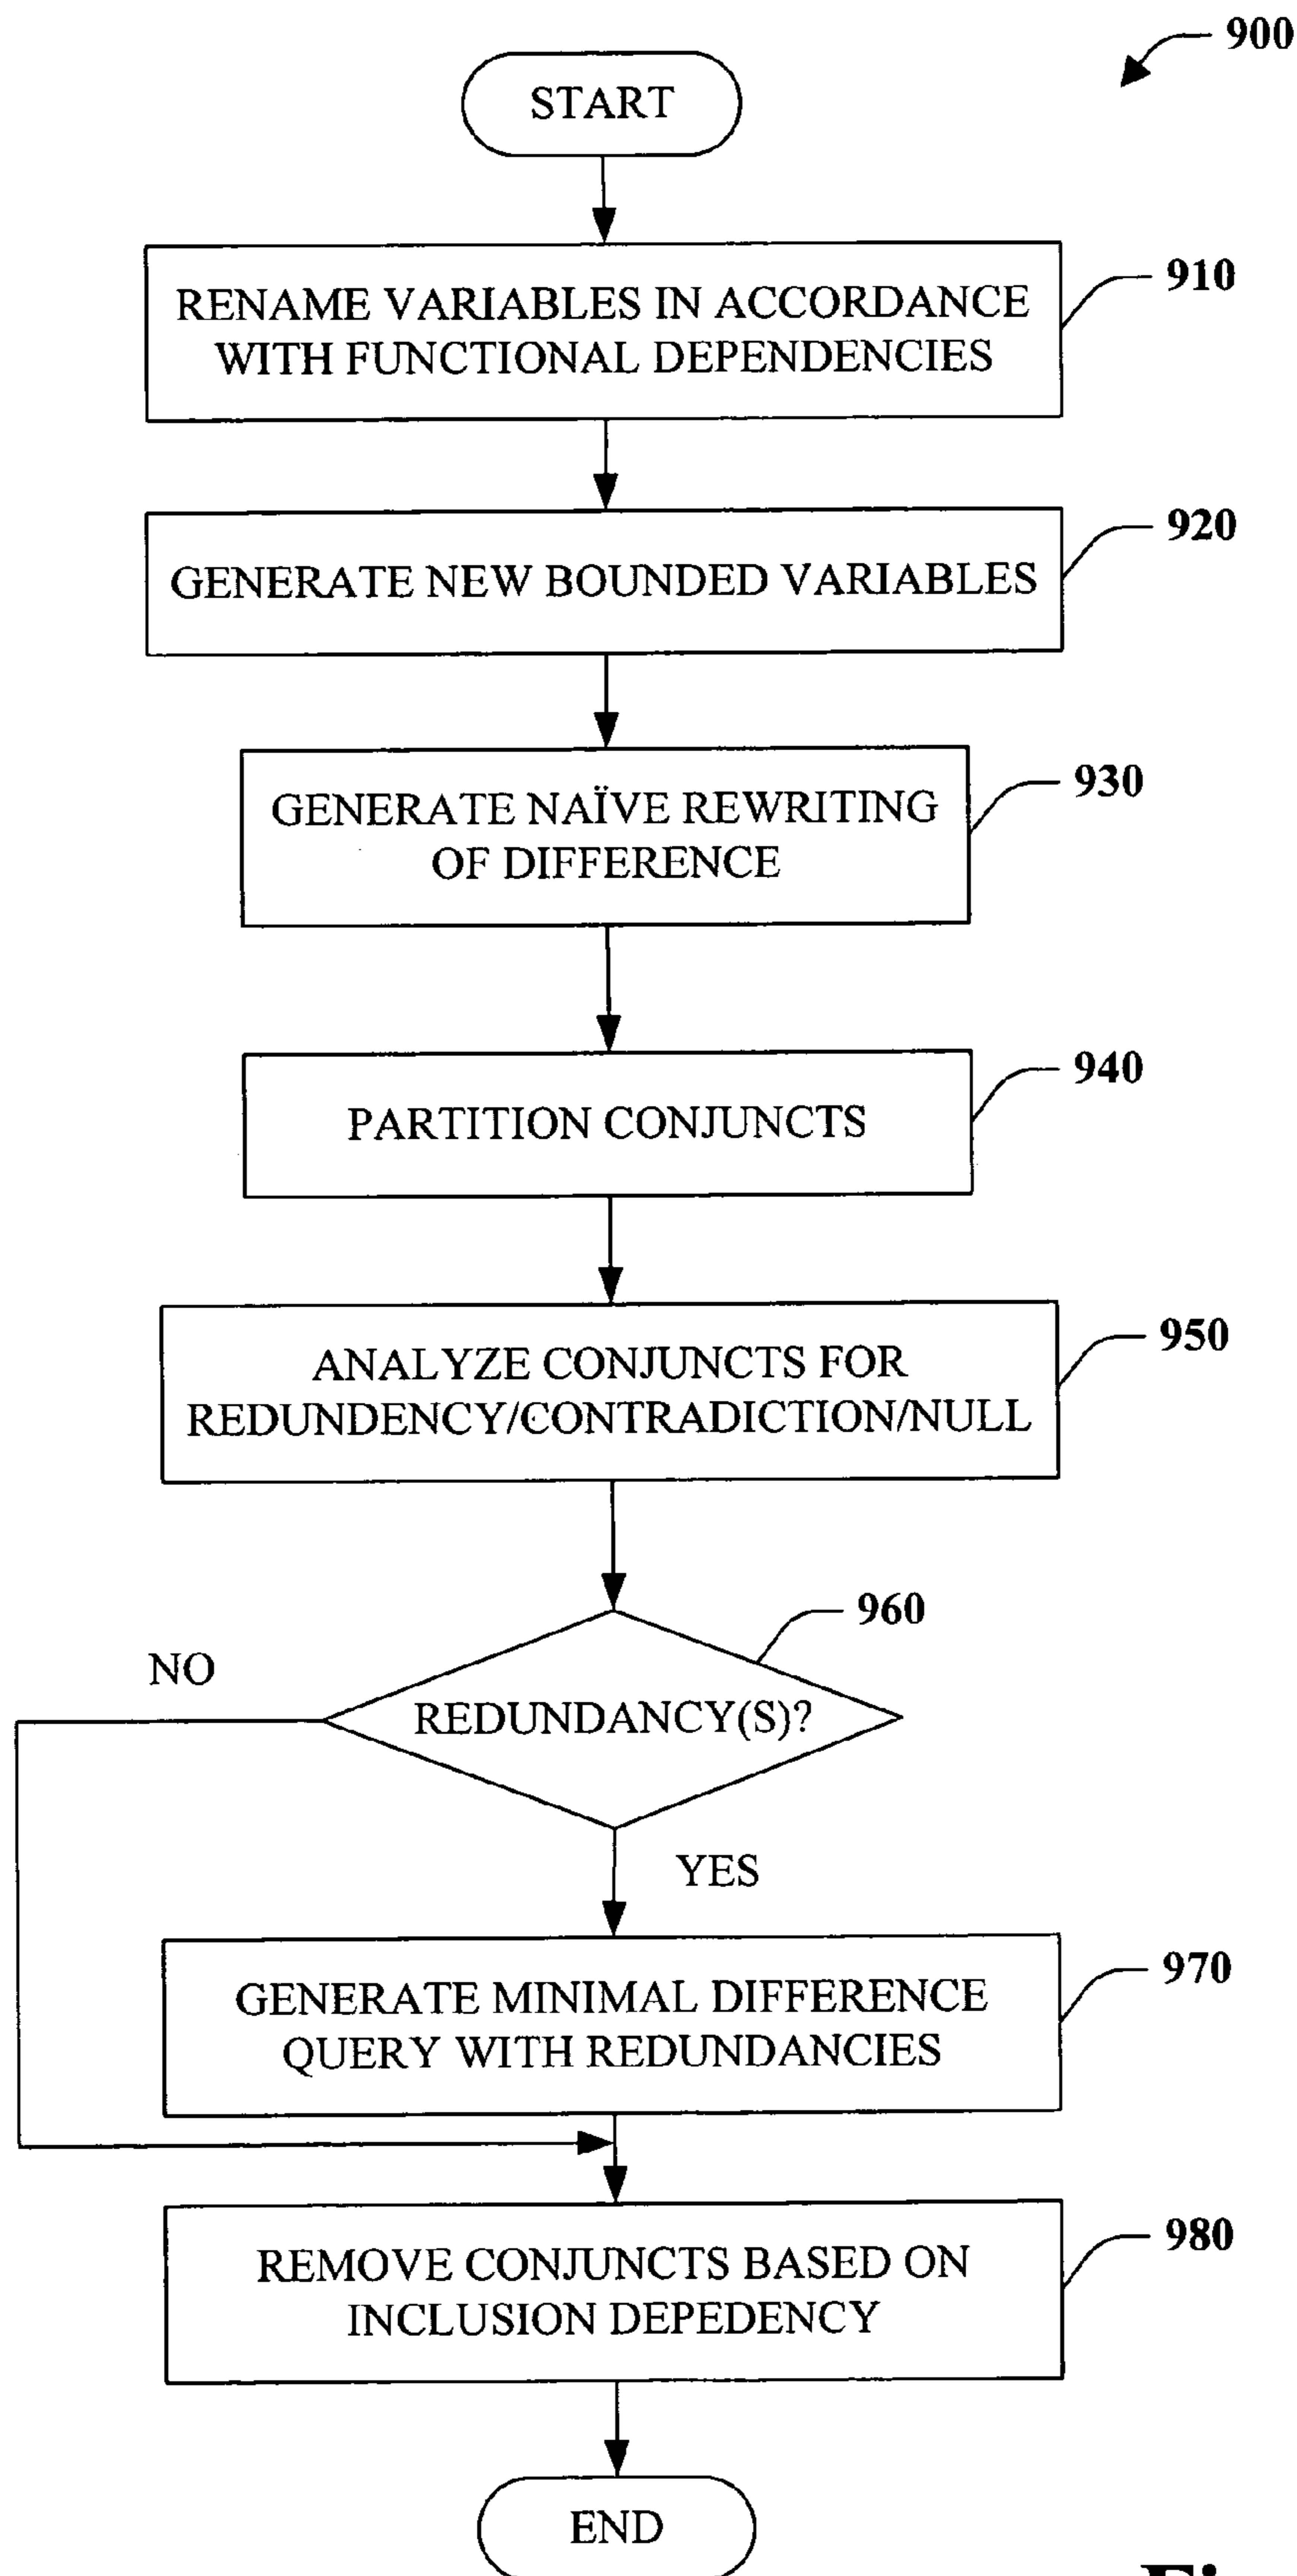 900
START
910
RENAME VARIABLES IN ACCORDANCE
WITH FUNCTIONAL DEPENDENCIES
920
GENERATE NEW BOUNDED VARIABLES
930
GENERATE NAÏVE REWRITING
OF DIFFERENCE
940
PARTITION CONJUNCTS
950
ANALYZE CONJUNCTS FOR
REDUNDENCY/CONTRADICTION/NULL
960
NO
REDUNDANCY(S)?
YES
970
GENERATE MINIMAL DIFFERENCE
QUERY WITH REDUNDANCIES
980
REMOVE CONJUNCTS BASED ON
INCLUSION DEPEDENCY
END